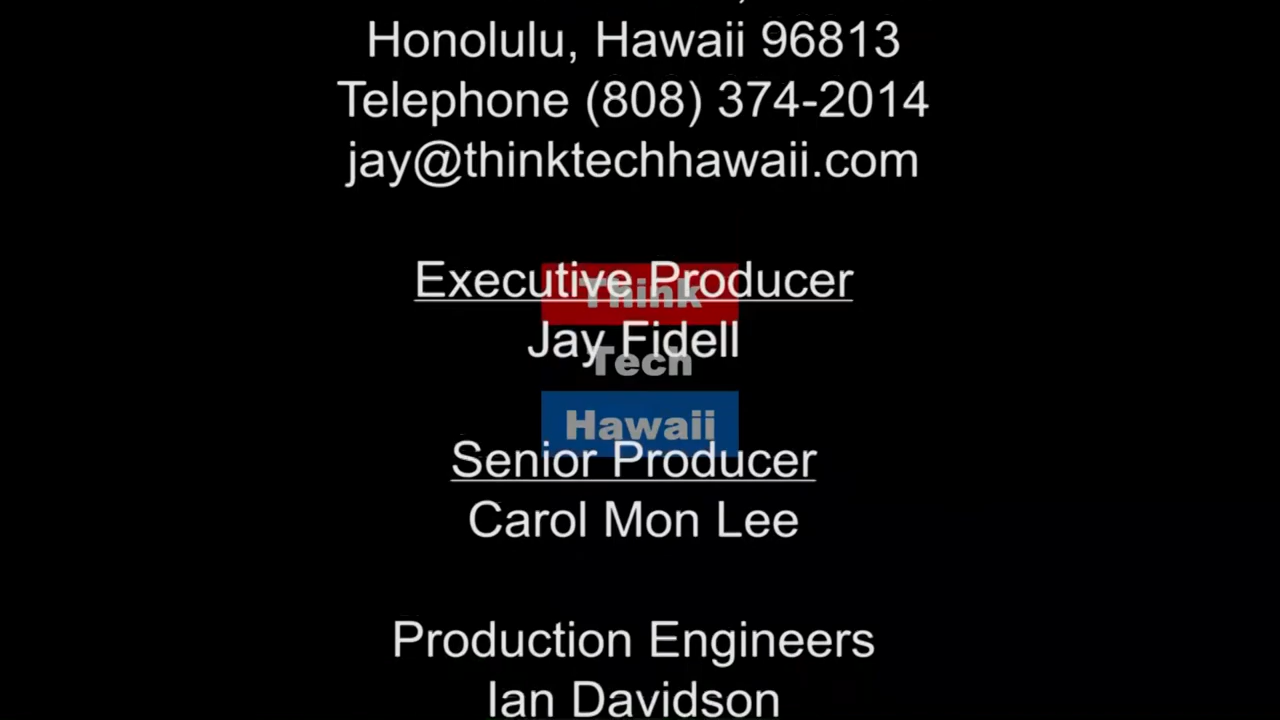 Honolulu, Hawaii 96813
Telephone (808) 374-2014
jay@thinktechhawaii.com
Executive Producer
Think
Jay Fidell
Tech
Hawaii
Senior Producer
Carol Mon Lee
Production Engineers
Ian Davidson